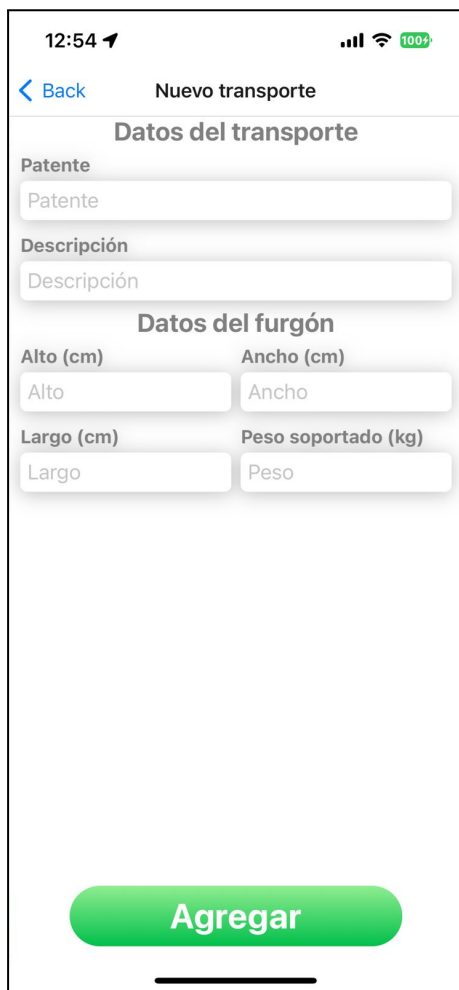 12:54
100
Back Nuevo transporte
Datos del transporte
Patente
Patente
Descripción
Descripción
Datos del furgón
Alto (cm) Ancho (cm)
Alto Ancho
Largo (cm) Peso soportado (kg)
Largo Peso
Agregar